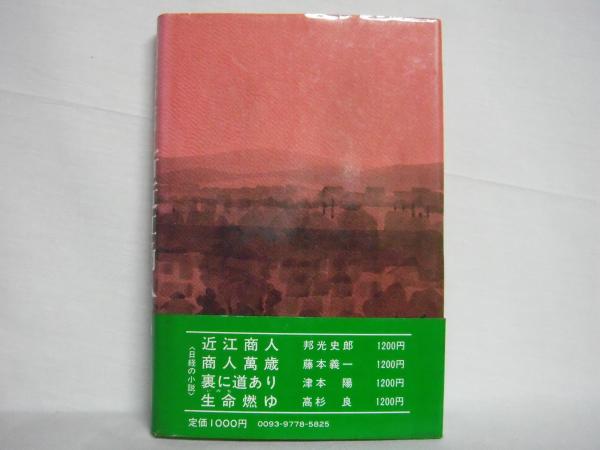 〈日経の小説〉
近江商人 邦光史郎 1200円
商人萬歳 藤本義一 1200円
裏に道あり 津本 陽 1200円
いのち
生命燃ゆ 高杉 良 1200円
定価1000円 0093-9778-5825